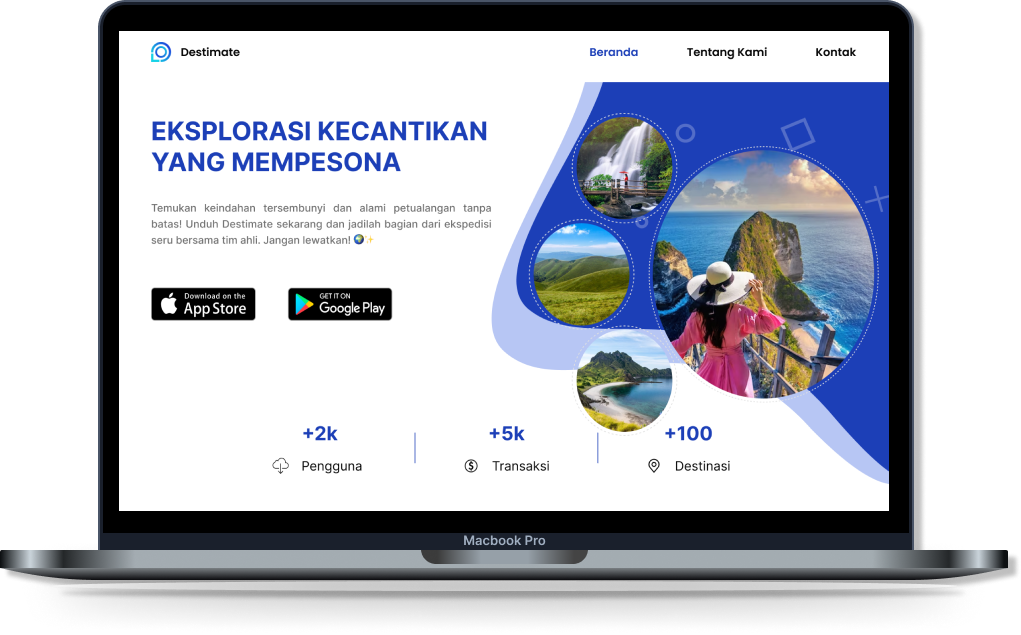 Destimate
Beranda
Tentang Kami
Kontak
EKSPLORASI KECANTIKAN
YANG MEMPESONA
Temukan keindahan tersembunyi dan alami petualangan tanpa
batas! Unduh Destimate sekarang dan jadilah bagian dari ekspedisi
seru bersama tim ahli. Jangan lewatkan! 🌍✨
Download on the
App Store
GET IT ON
Google Play
+2k
Pengguna
+5k
Transaksi
+100
Destinasi
Macbook Pro